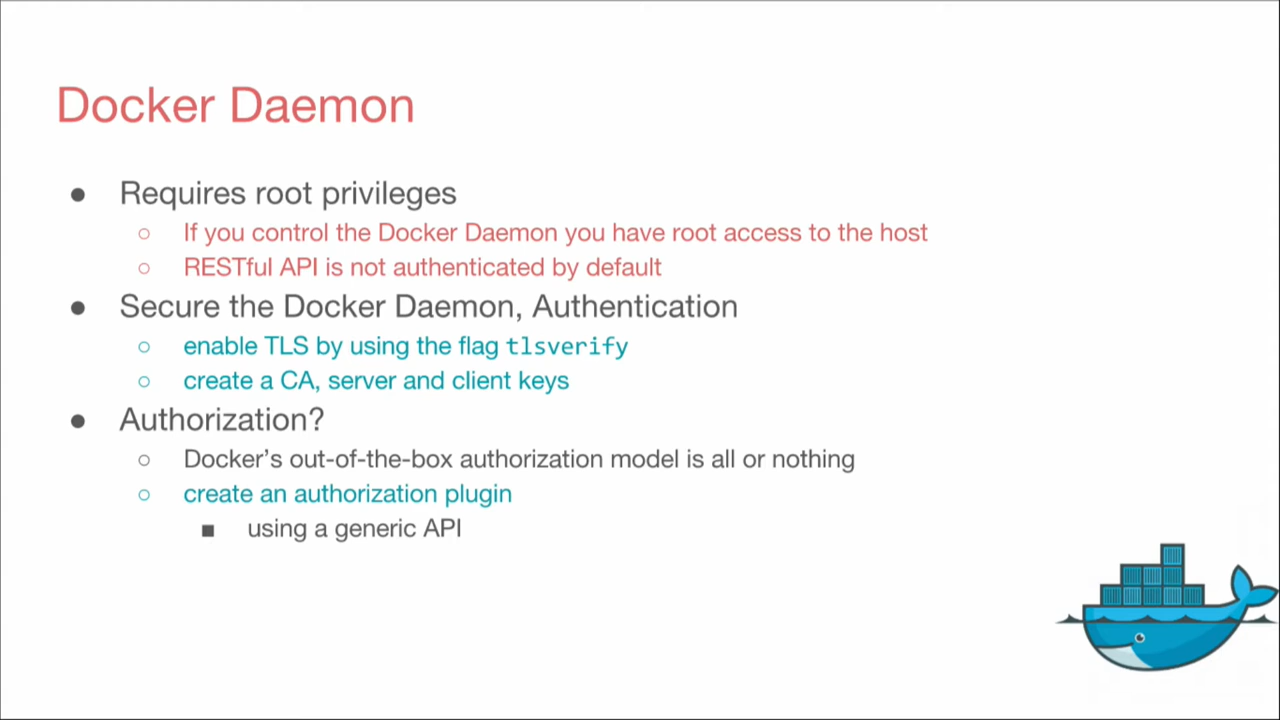 Docker Daemon
● Requires root privileges
○ If you control the Docker Daemon you have root access to the host
○ RESTful API is not authenticated by default
● Secure the Docker Daemon, Authentication
○ enable TLS by using the flag tlsverify
○ create a CA, server and client keys
● Authorization?
○ Docker’s out-of-the-box authorization model is all or nothing
○ create an authorization plugin
■ using a generic API